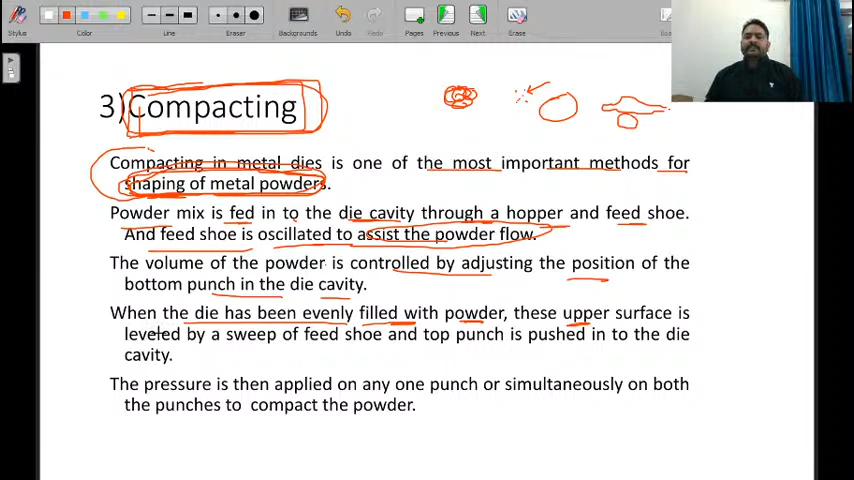 Stylus
Color
Eraser
Backgrounds
Undo
Redo
Pages
Previous
Next
Erase
3)Compacting
Compacting in metal dies is one of the most important methods for
shaping of metal powders.
Powder mix is fed in to the die cavity through a hopper and feed shoe.
And feed shoe is oscillated to assist the powder flow.
The volume of the powder is controlled by adjusting the position of the
bottom punch in the die cavity.
When the die has been evenly filled with powder, these upper surface is
leveled by a sweep of feed shoe and top punch is pushed in to the die
cavity.
The pressure is then applied on any one punch or simultaneously on both
the punches to compact the powder.